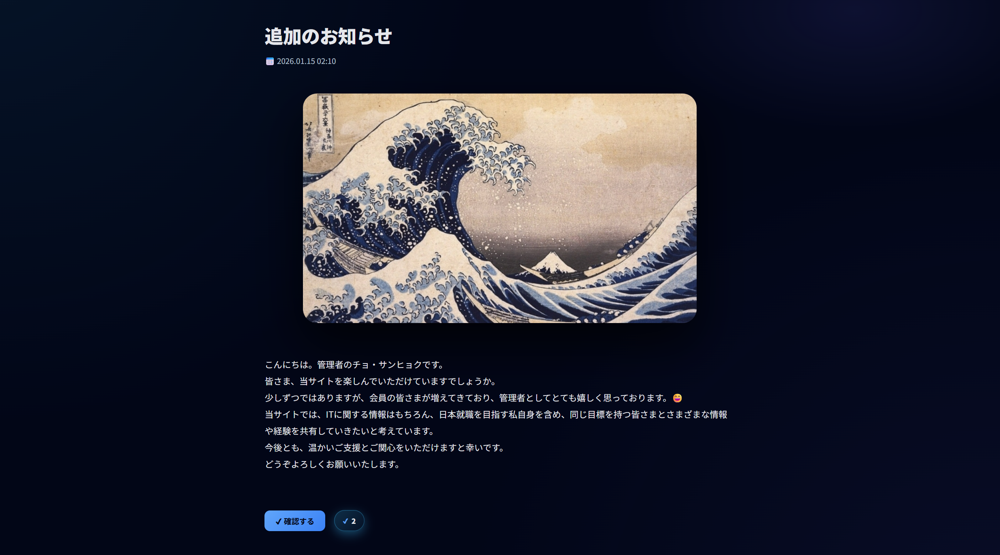 追加のお知らせ
2026.01.15 02:10
冨嶽三十六景 神奈川沖
こんにちは。管理者のチョ・サンヒョクです。
皆さま、当サイトを楽しんでいただけていますでしょうか。
少しずつではありますが、会員の皆さまが増えてきており、管理者としてとても嬉しく思っております。😄
当サイトでは、ITに関する情報はもちろん、日本就職を目指す私自身を含め、同じ目標を持つ皆さまとさまざまな情報
や経験を共有していきたいと考えています。
今後とも、温かいご支援とご関心をいただけますと幸いです。
どうぞよろしくお願いいたします。
✓ 確認する
✓ 2